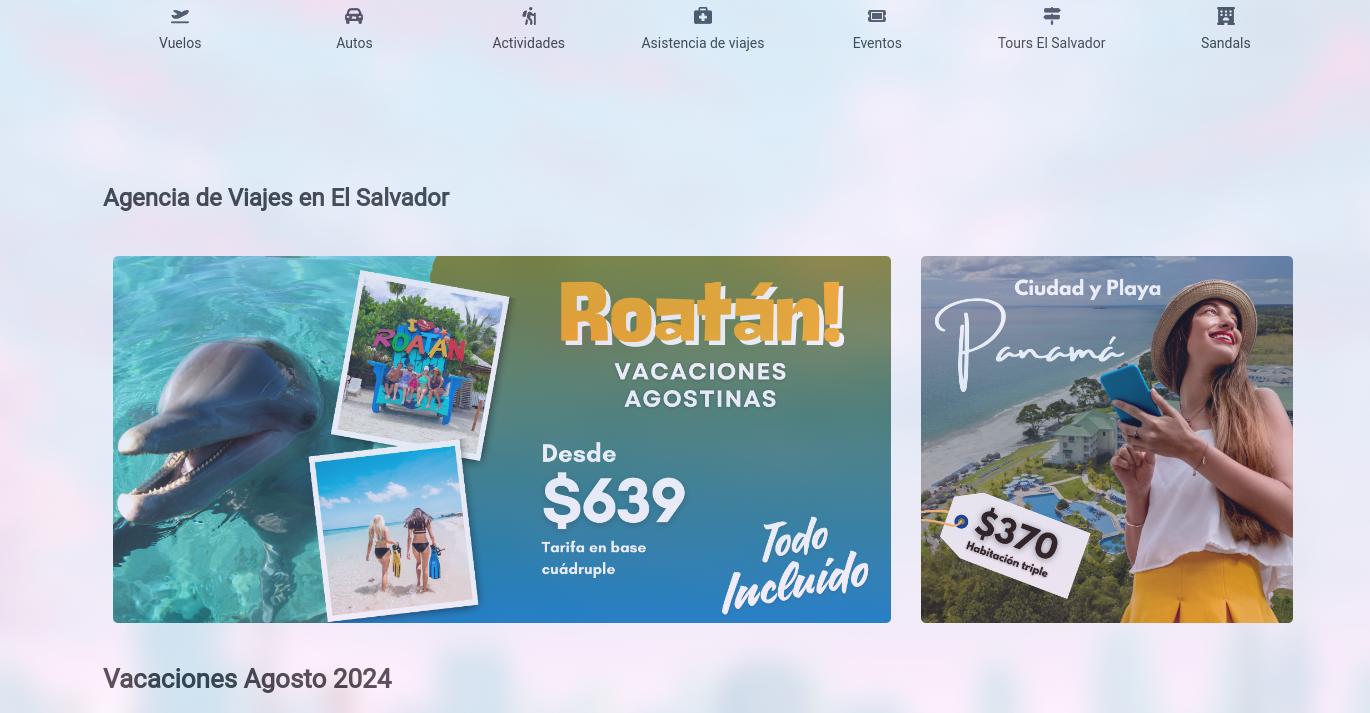 Vuelos
Autos
Actividades
Asistencia de viajes
Eventos
Tours El Salvador
Sandals
Agencia de Viajes en El Salvador
I
ROATAN
Roatán!
VACACIONES
AGOSTINAS
Desde
$639
Tarifa en base
cuádruple
Todo
Incluído
Ciudad y Playa
Panamá
$370
Habitación triple
Vacaciones Agosto 2024